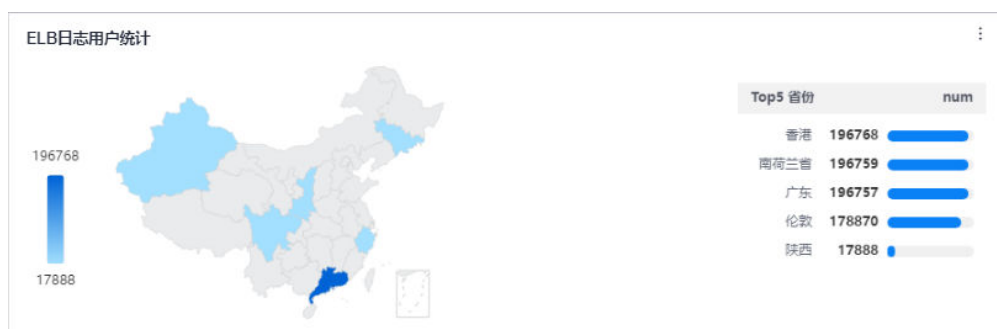 ELB日志用户统计
196768
17888
Top5 省份 num
香港 196768
南荷兰省 196759
广东 196757
伦敦 178870
陕西 17888